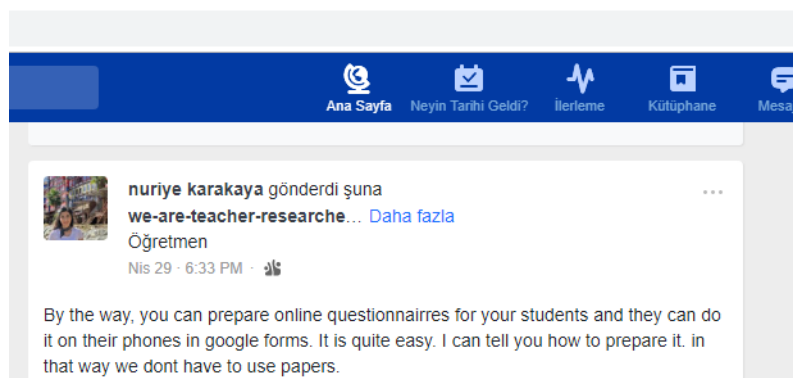 Ana Sayfa Neyin Tarihi Geldi? İlerleme Kütüphane Mesa
nuriye karakaya gönderdi şuna
we-are-teacher-researche... Daha fazla
Öğretmen
Nis 29 · 6:33 PM ·
By the way, you can prepare online questionnairres for your students and they can do
it on their phones in google forms. It is quite easy. I can tell you how to prepare it. in
that way we dont have to use papers.